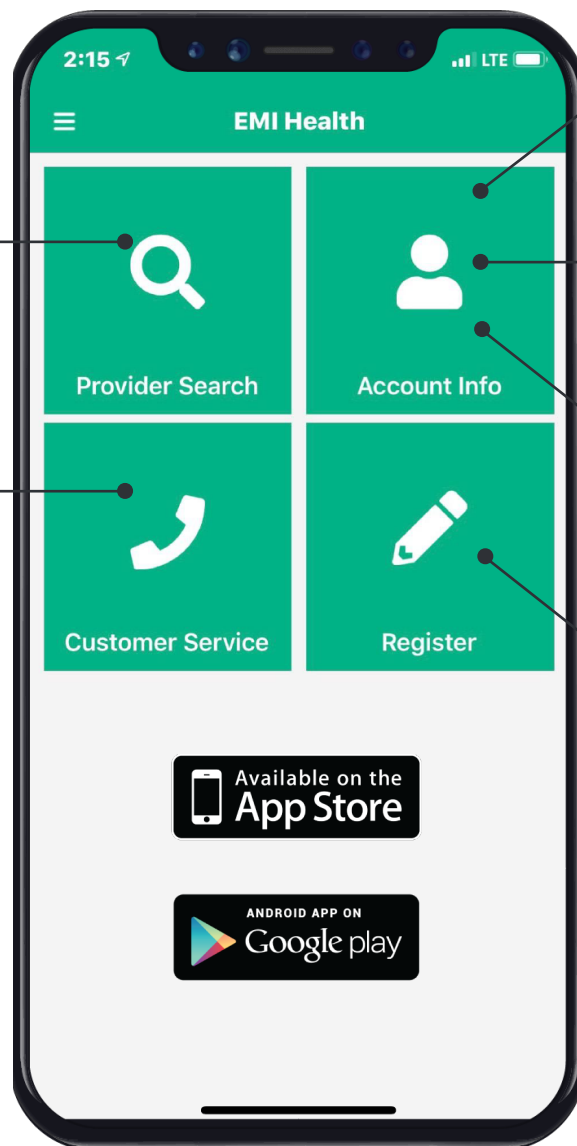 2:15 LTE
EMI Health
Provider Search
Account Info
Customer Service
Register
Available on the
App Store
ANDROID APP ON
Google play